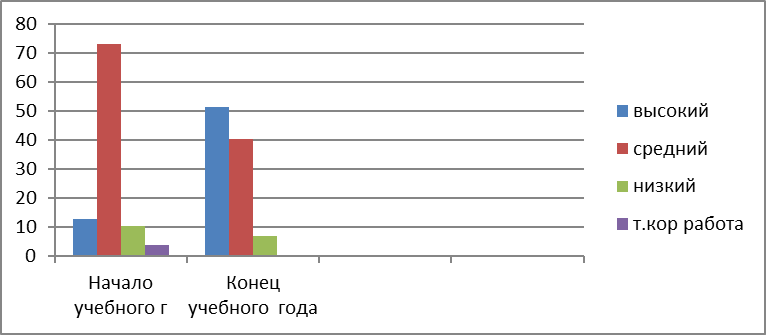 80
70
60
50
40
30
20
10
0
Начало
учебного г
Конец
учебного года
высокий
средний
низкий
т.кор работа